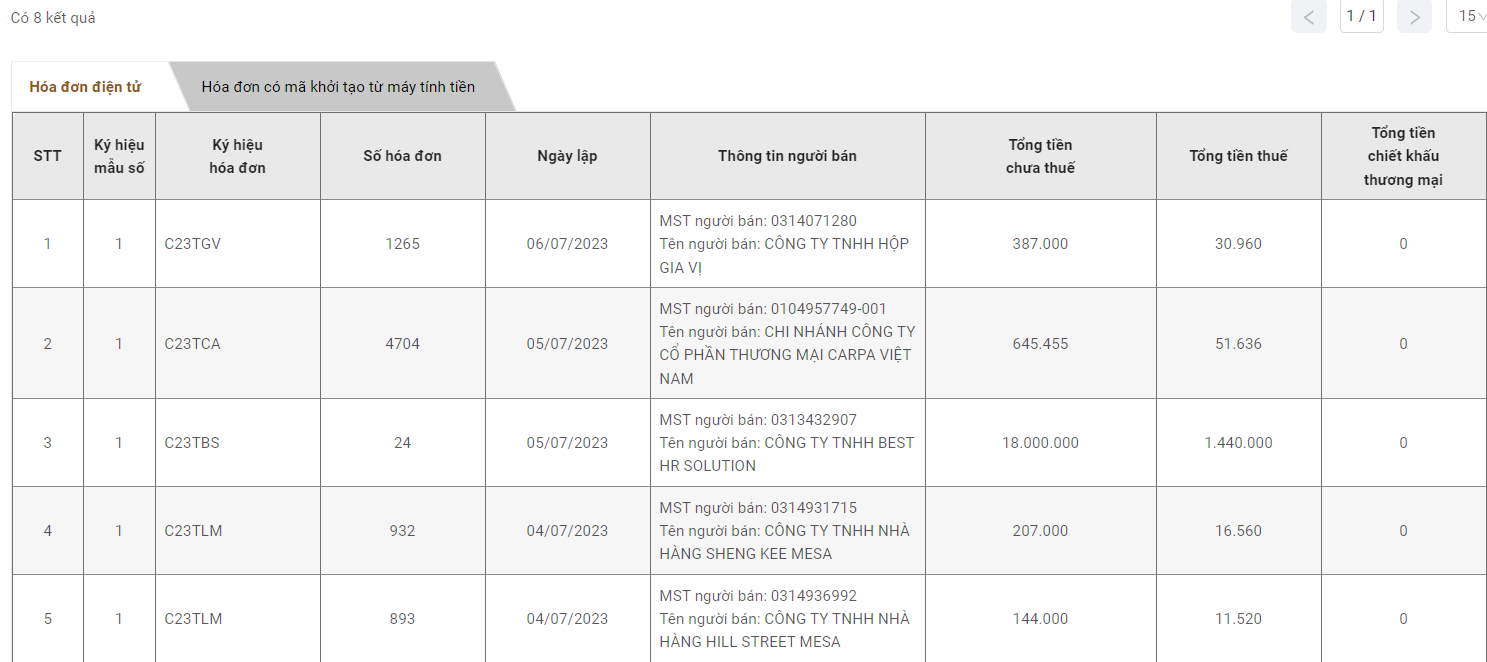 Có 8 kết quả
1 / 1
15
Hóa đơn điện tử
Hóa đơn có mã khởi tạo từ máy tính tiền
STT
Ký hiệu
mẫu số
Ký hiệu
hóa đơn
Số hóa đơn
Ngày lập
Thông tin người bán
Tổng tiền
chưa thuế
Tổng tiền thuế
Tổng tiền
chiết khấu
thương mại
1
1
C23TGV
1265
06/07/2023
MST người bán: 0314071280
Tên người bán: CÔNG TY TNHH HỘP
GIA VỊ
387.000
30.960
0
2
1
C23TCA
4704
05/07/2023
MST người bán: 0104957749-001
Tên người bán: CHI NHÁNH CÔNG TY
CỔ PHẦN THƯƠNG MẠI CARPA VIỆT
NAM
645.455
51.636
0
3
1
C23TBS
24
05/07/2023
MST người bán: 0313432907
Tên người bán: CÔNG TY TNHH BEST
HR SOLUTION
18.000.000
1.440.000
0
4
1
C23TLM
932
04/07/2023
MST người bán: 0314931715
Tên người bán: CÔNG TY TNHH NHÀ
HÀNG SHENG KEE MESA
207.000
16.560
0
5
1
C23TLM
893
04/07/2023
MST người bán: 0314936992
Tên người bán: CÔNG TY TNHH NHÀ
HÀNG HILL STREET MESA
144.000
11.520
0